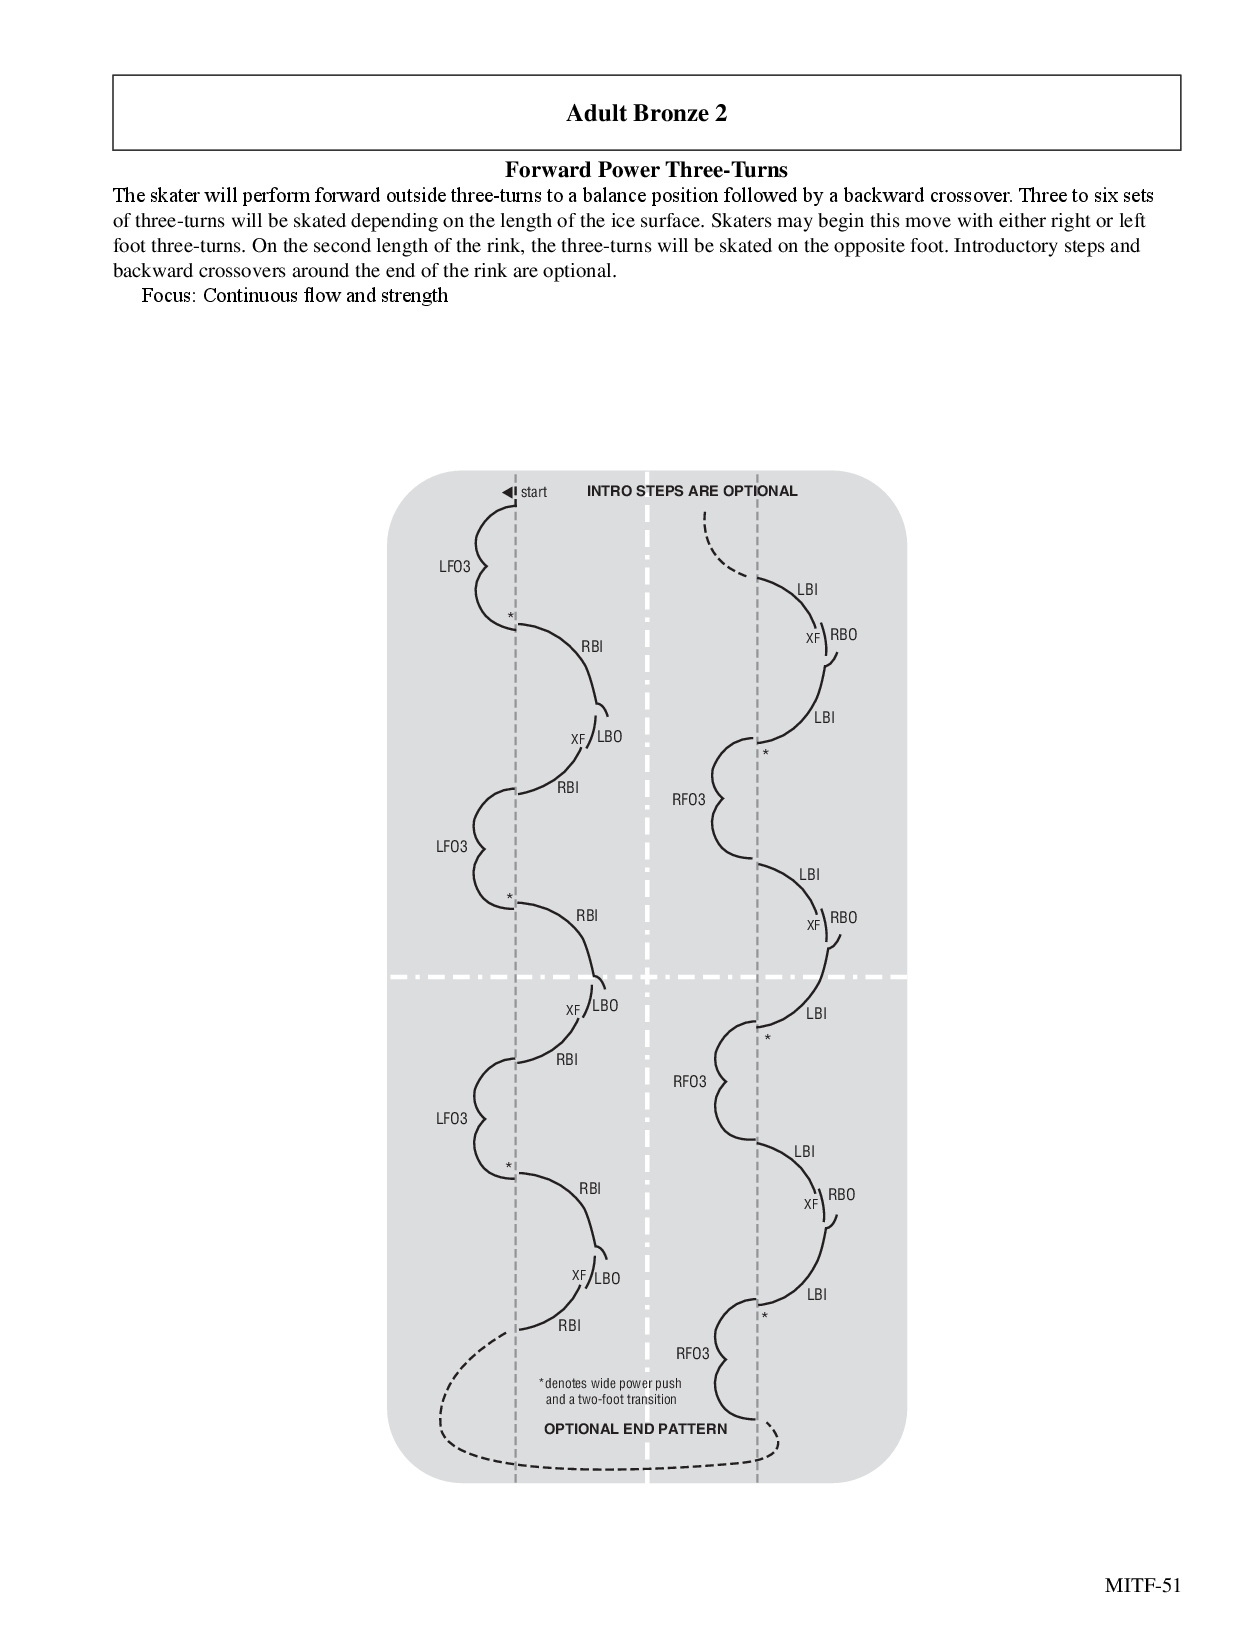 Adult Bronze 2
Forward Power Three-Turns
The skater will perform forward outside three-turns to a balance position followed by a backward crossover. Three to six sets
of three-turns will be skated depending on the length of the ice surface. Skaters may begin this move with either right or left
foot three-turns. On the second length of the rink, the three-turns will be skated on the opposite foot. Introductory steps and
backward crossovers around the end of the rink are optional.
Focus: Continuous flow and strength
start
INTRO STEPS ARE OPTIONAL
LFO3
*
RBI
XF
LBO
RBI
LFO3
*
RBI
XF
LBO
RBI
LFO3
*
RBI
XF
LBO
RBI
LBI
XF
RBO
LBI
*
RFO3
LBI
XF
RBO
LBI
*
RFO3
LBI
XF
RBO
LBI
*
RFO3
*denotes wide power push
and a two-foot transition
OPTIONAL END PATTERN
MITF-51